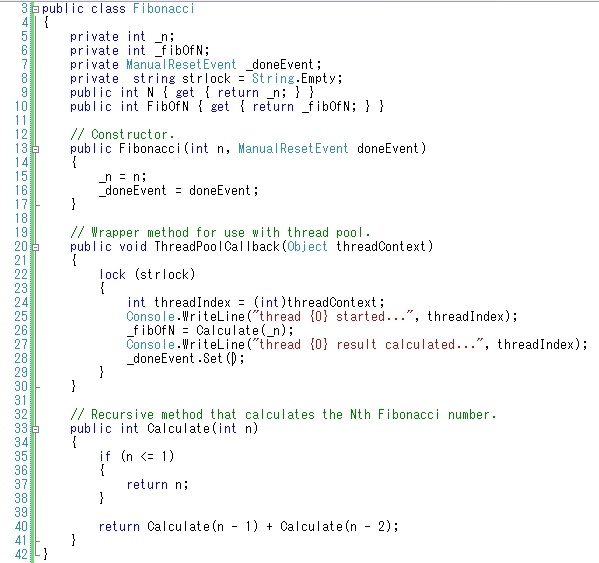 3 public class Fibonacci
4 {
5 private int _n;
6 private int _fibOfN;
7 private ManualResetEvent _doneEvent;
8 private  string strlock = String.Empty;
9 public int N { get { return _n; } }
10 public int FibOfN { get { return _fibOfN; } }
11
12 // Constructor.
13 public Fibonacci(int n, ManualResetEvent doneEvent)
14 {
15 _n = n;
16 _doneEvent = doneEvent;
17 }
18
19 // Wrapper method for use with thread pool.
20 public void ThreadPoolCallback(Object threadContext)
21 {
22 lock (strlock)
23 {
24 int threadIndex = (int)threadContext;
25 Console.WriteLine("thread {0} started...", threadIndex);
26 _fibOfN = Calculate(_n);
27 Console.WriteLine("thread {0} result calculated...", threadIndex);
28 _doneEvent.Set();
29 }
30 }
31
32 // Recursive method that calculates the Nth Fibonacci number.
33 public int Calculate(int n)
34 {
35 if (n <= 1)
36 {
37 return n;
38 }
39
40 return Calculate(n - 1) + Calculate(n - 2);
41 }
42 }